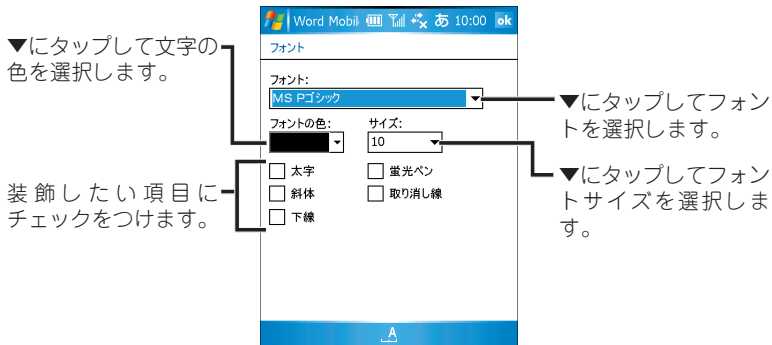 ▼にタップして文字の
色を選択します。
装飾したい項目に
チェックをつけます。
Word Mobil あ 10:00 ok
フォント
フォント:
MS Pゴシック
フォントの色: サイズ:
10
太字 蛍光ペン
斜体 取り消し線
下線
A
▼にタップしてフォン
トを選択します。
▼にタップしてフォン
トサイズを選択しま
す。